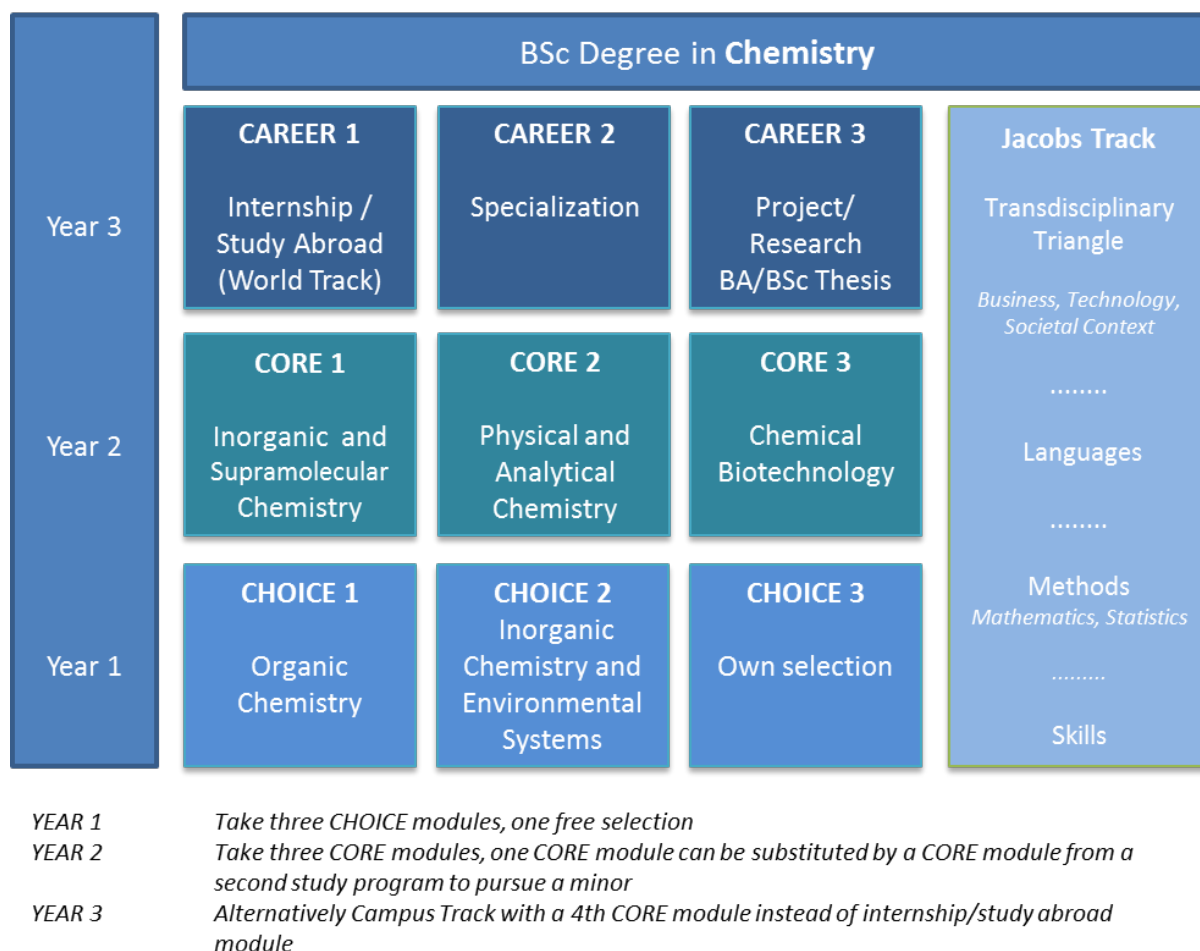 BSc Degree in Chemistry
Year 3
CAREER 1
Internship /
Study Abroad
(World Track)
CAREER 2
Specialization
CAREER 3
Project/
Research
BA/BSc Thesis
Year 2
CORE 1
Inorganic and
Supramolecular
Chemistry
CORE 2
Physical and
Analytical
Chemistry
CORE 3
Chemical
Biotechnology
Year 1
CHOICE 1
Organic
Chemistry
CHOICE 2
Inorganic
Chemistry and
Environmental
Systems
CHOICE 3
Own selection
Jacobs Track
Transdisciplinary
Triangle
Business, Technology,
Societal Context
........
Languages
........
Methods
Mathematics, Statistics
.........
Skills
YEAR 1 Take three CHOICE modules, one free selection
YEAR 2 Take three CORE modules, one CORE module can be substituted by a CORE module from a
second study program to pursue a minor
YEAR 3 Alternatively Campus Track with a 4th CORE module instead of internship/study abroad
module